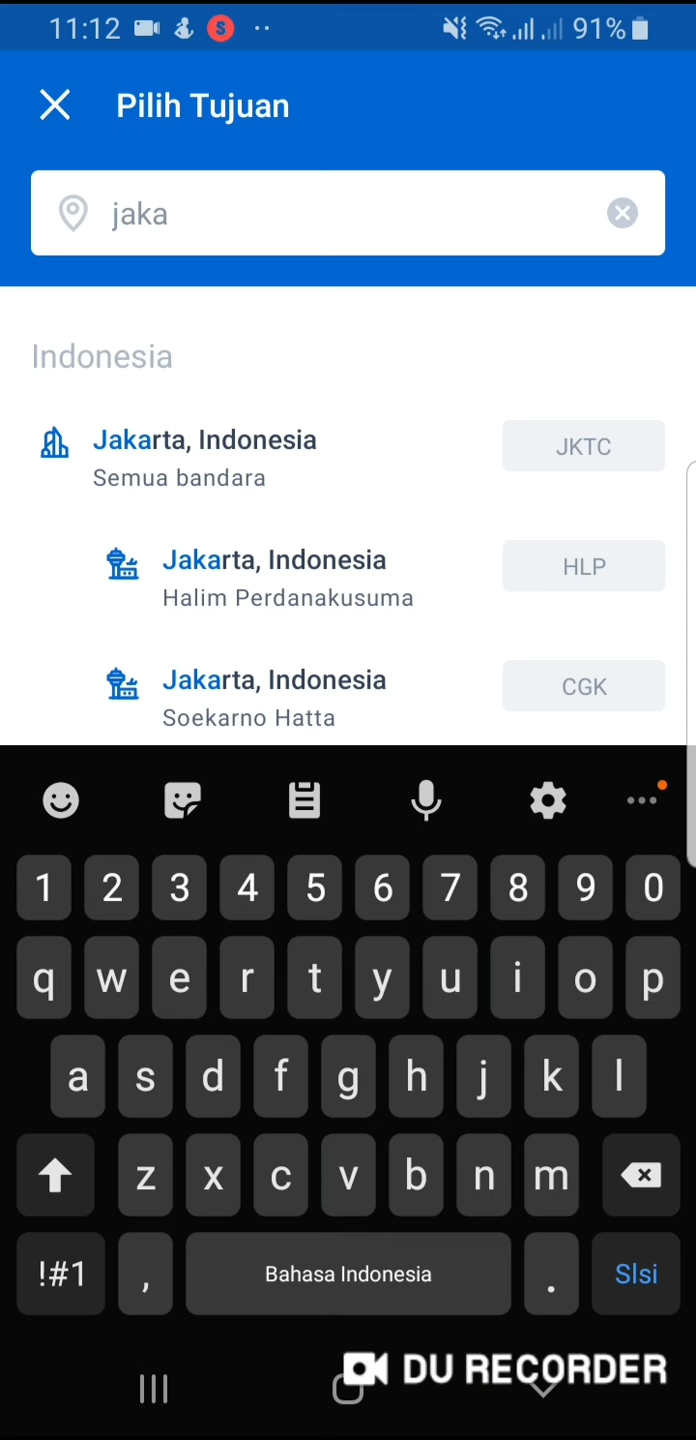 11:12 S 91%
Pilih Tujuan
jaka
Indonesia
Jakarta, Indonesia JKTC
Semua bandara
Jakarta, Indonesia HLP
Halim Perdanakusuma
Jakarta, Indonesia CGK
Soekarno Hatta
1 2 3 4 5 6 7 8 9 0
q w e r t y u i o p
a s d f g h j k l
z x c v b n m
!#1 , Bahasa Indonesia . Slsi
DU RECORDER